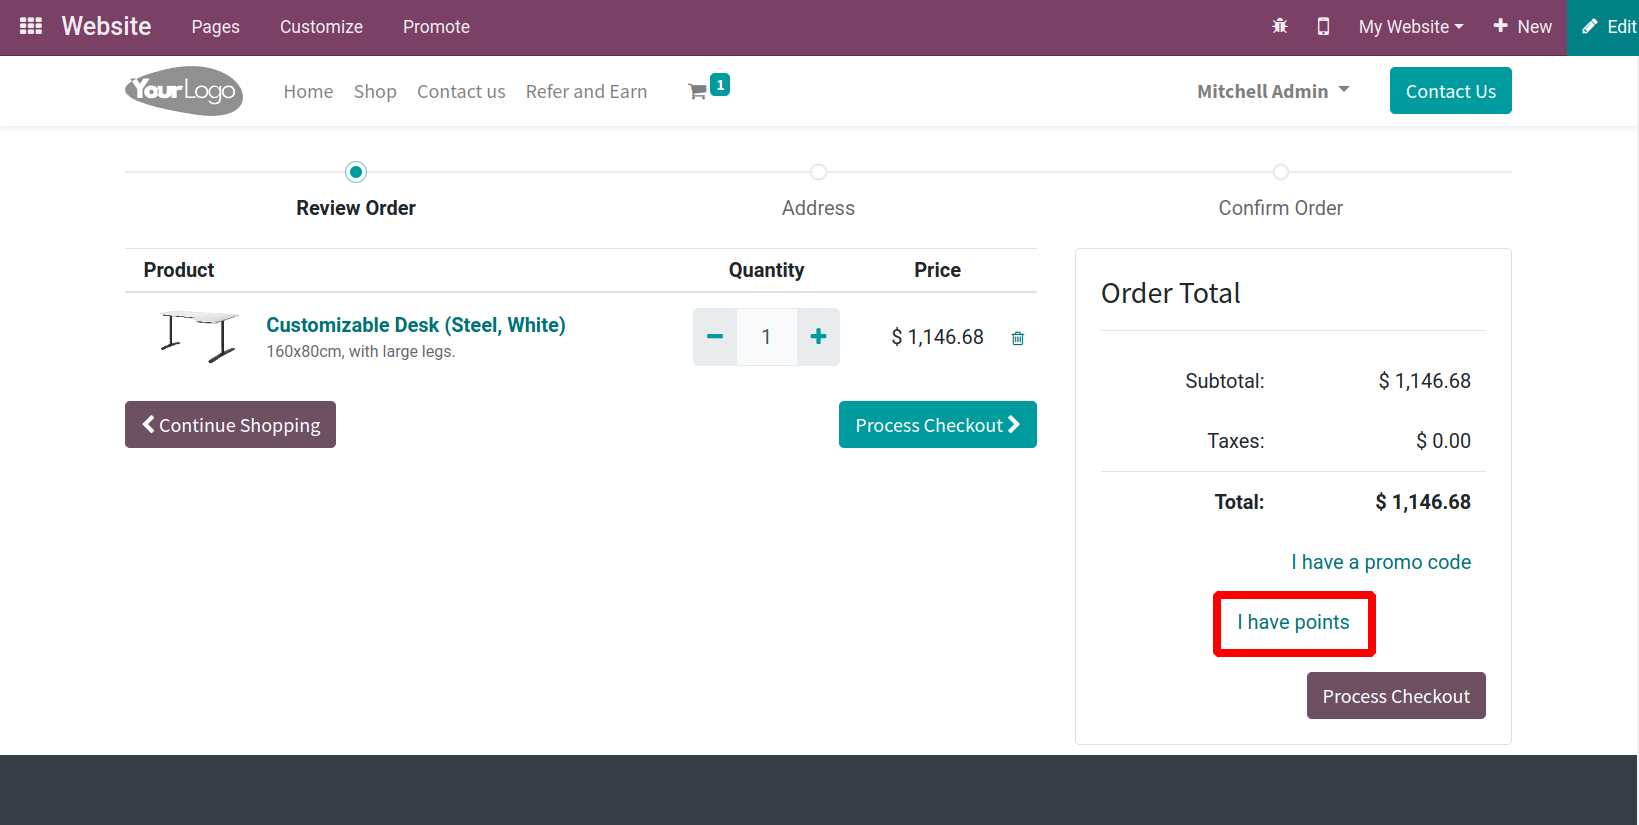 Website Pages Customize Promote My Website New Edit
YourLogo Home Shop Contact us Refer and Earn 1 Mitchell Admin Contact Us
Review Order Address Confirm Order
Product Quantity Price
Customizable Desk (Steel, White)
160x80cm, with large legs.
1 $ 1,146.68
Continue Shopping Process Checkout
Order Total
Subtotal: $ 1,146.68
Taxes: $ 0.00
Total: $ 1,146.68
I have a promo code
I have points
Process Checkout